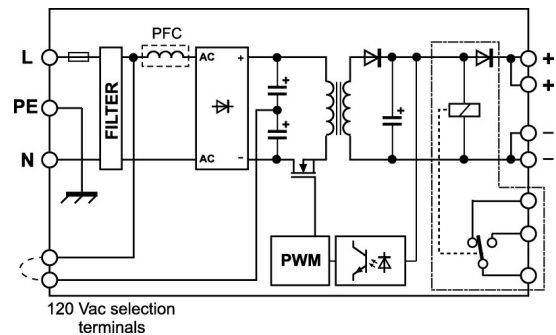 PFC
L
AC
+
+
+
+
PE
FILTER
+
+
+
−
N
AC
−
−
PWM
120 Vac selection
terminals